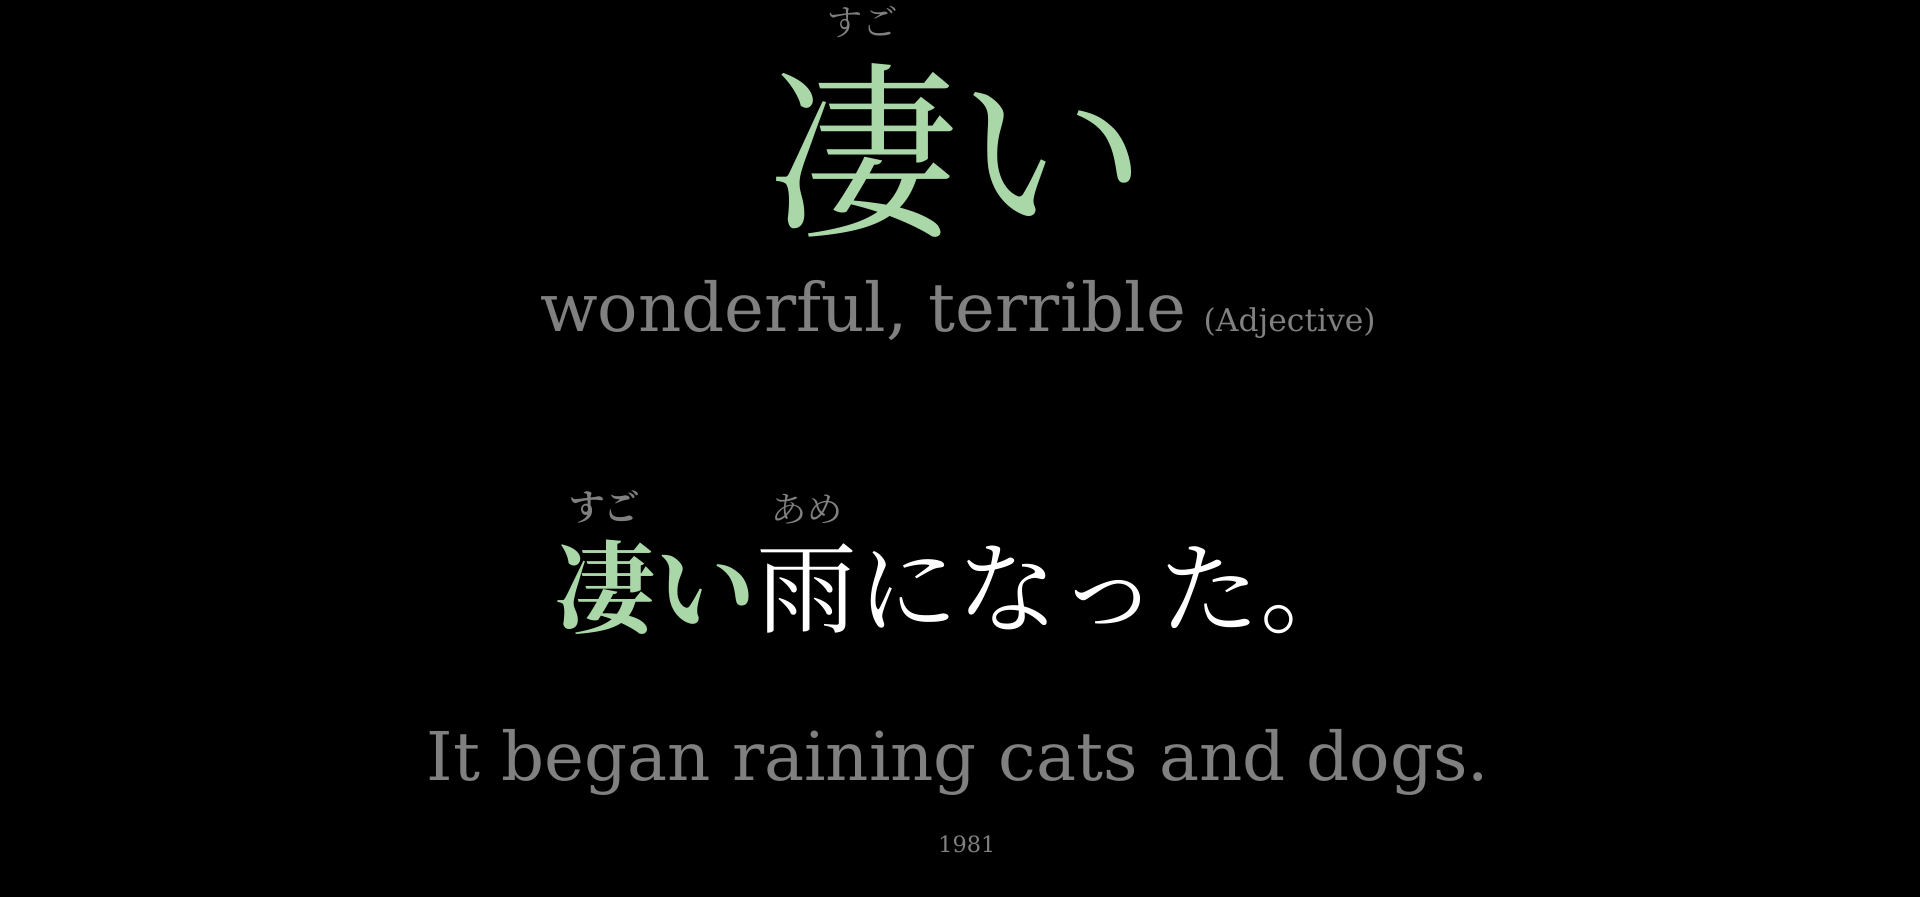 すご
凄い
wonderful, terrible (Adjective)
すご あめ
凄い雨になった。
It began raining cats and dogs.
1981